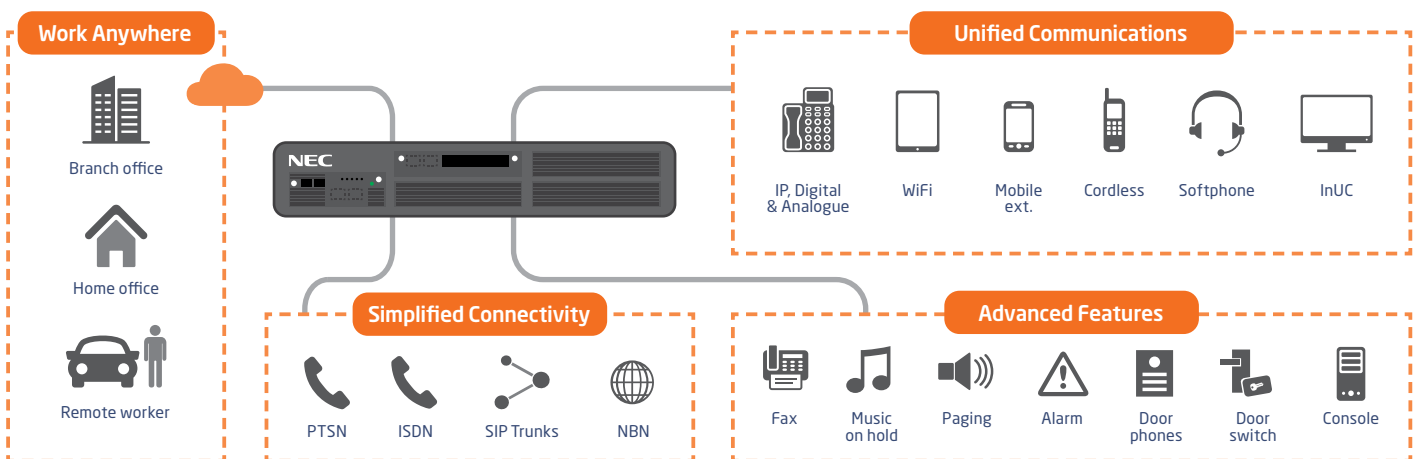 Work Anywhere
Branch office
Home office
Remote worker
NEC
Unified Communications
IP, Digital
& Analogue
WiFi
Mobile
ext.
Cordless
Softphone
InUC
Simplified Connectivity
PTSN
ISDN
SIP Trunks
NBN
Advanced Features
Fax
Music
on hold
Paging
Alarm
Door
phones
Door
switch
Console